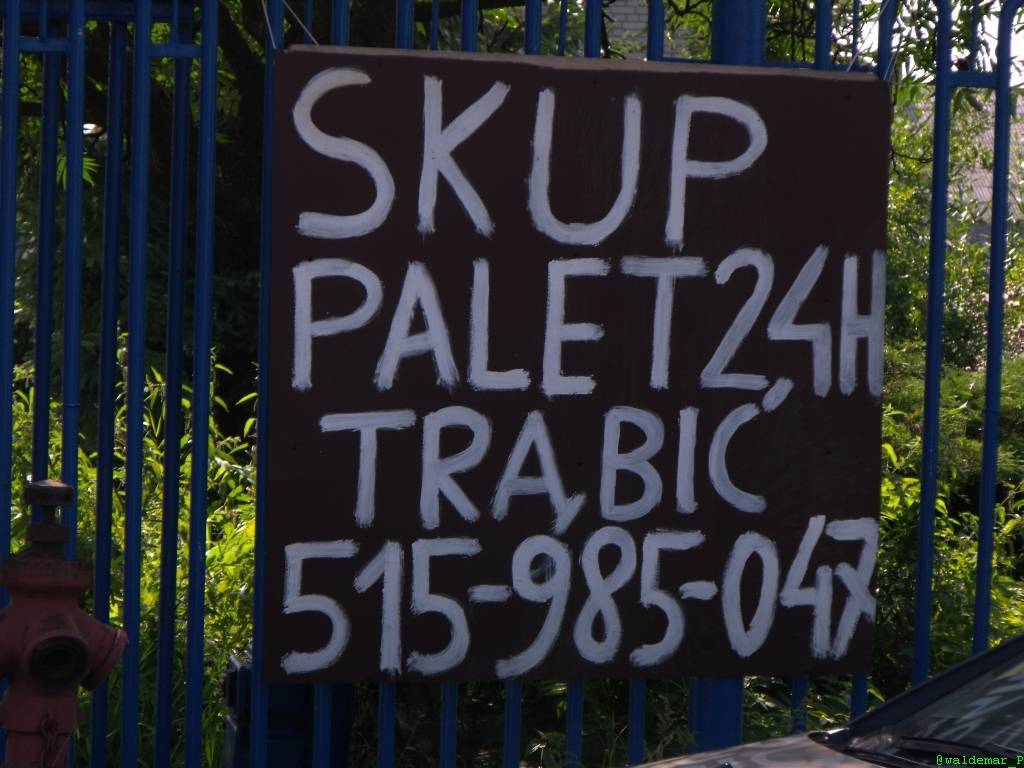 SKUP
PALET 24H
TRĄBIĆ
515-985-047
@waldemar_P